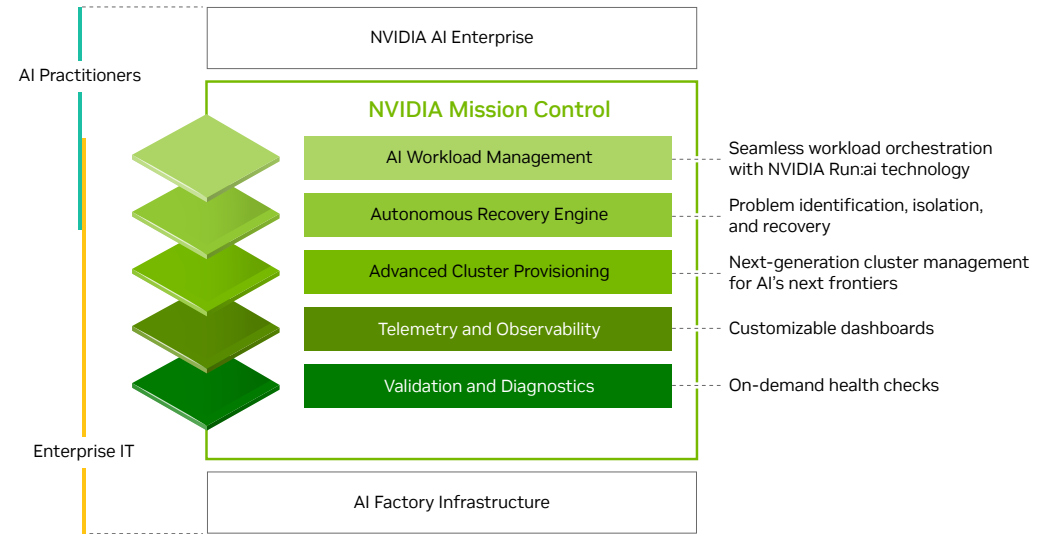 NVIDIA AI Enterprise
AI Practitioners
NVIDIA Mission Control
AI Workload Management
Seamless workload orchestration
with NVIDIA Run:ai technology
Autonomous Recovery Engine
Problem identification, isolation,
and recovery
Advanced Cluster Provisioning
Next-generation cluster management
for AI’s next frontiers
Telemetry and Observability
Customizable dashboards
Validation and Diagnostics
On-demand health checks
Enterprise IT
AI Factory Infrastructure